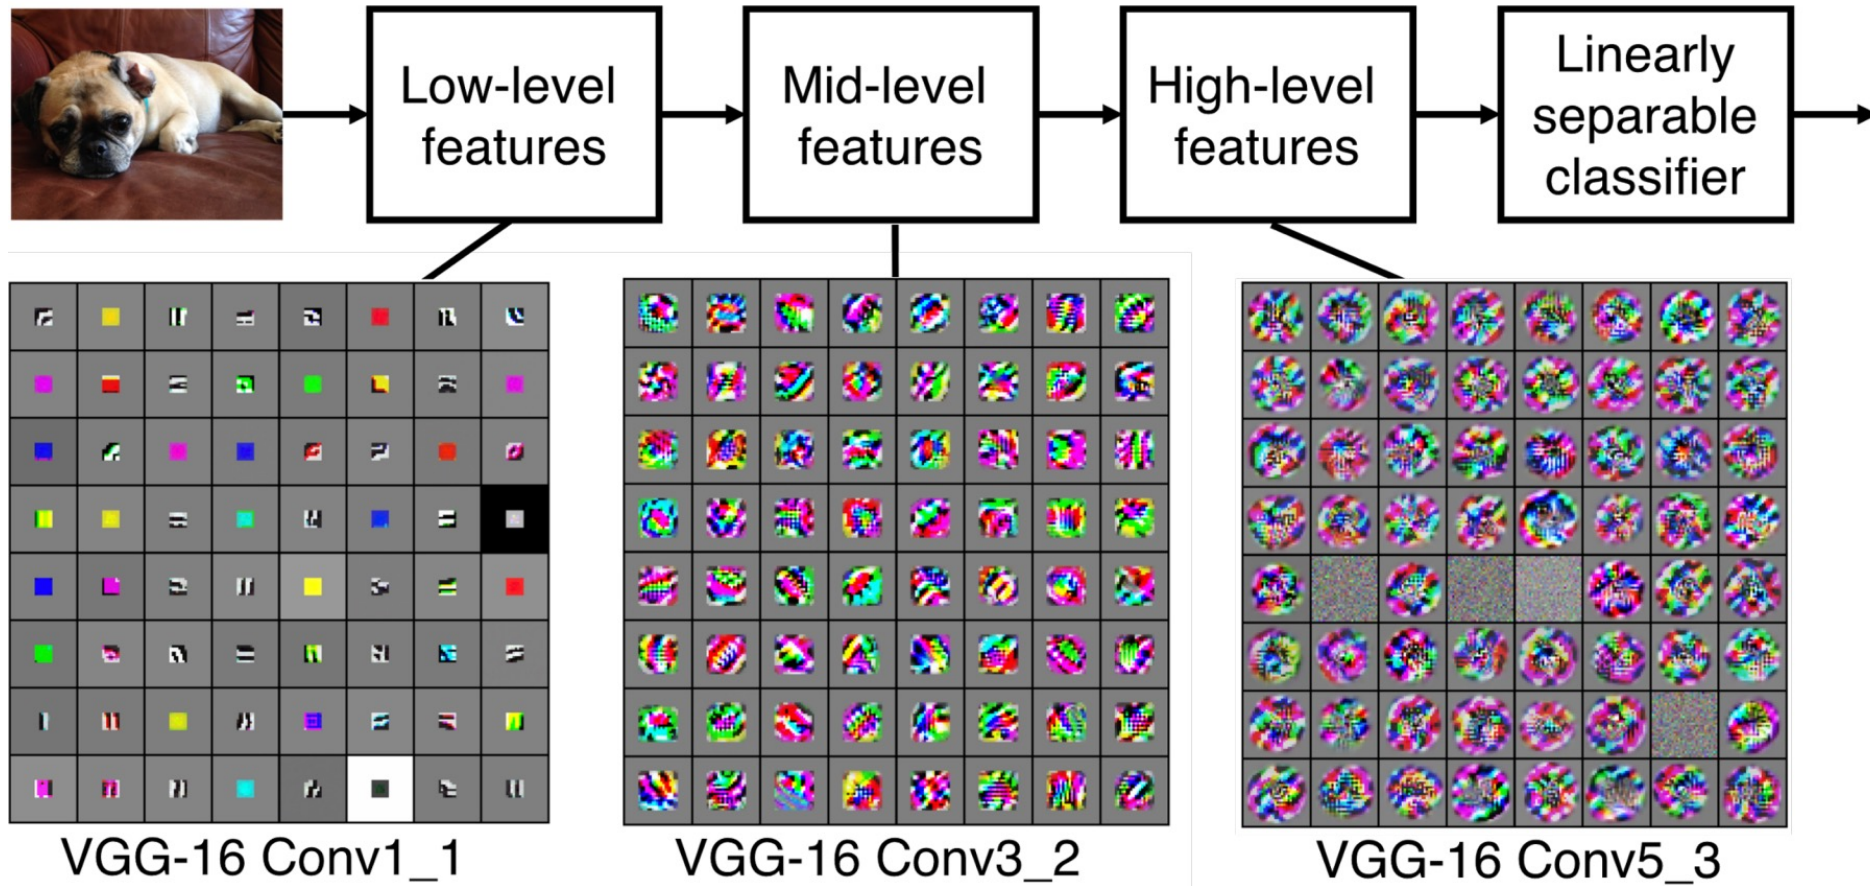 Low-level
features
Mid-level
features
High-level
features
Linearly
separable
classifier
VGG-16 Conv1_1
VGG-16 Conv3_2
VGG-16 Conv5_3